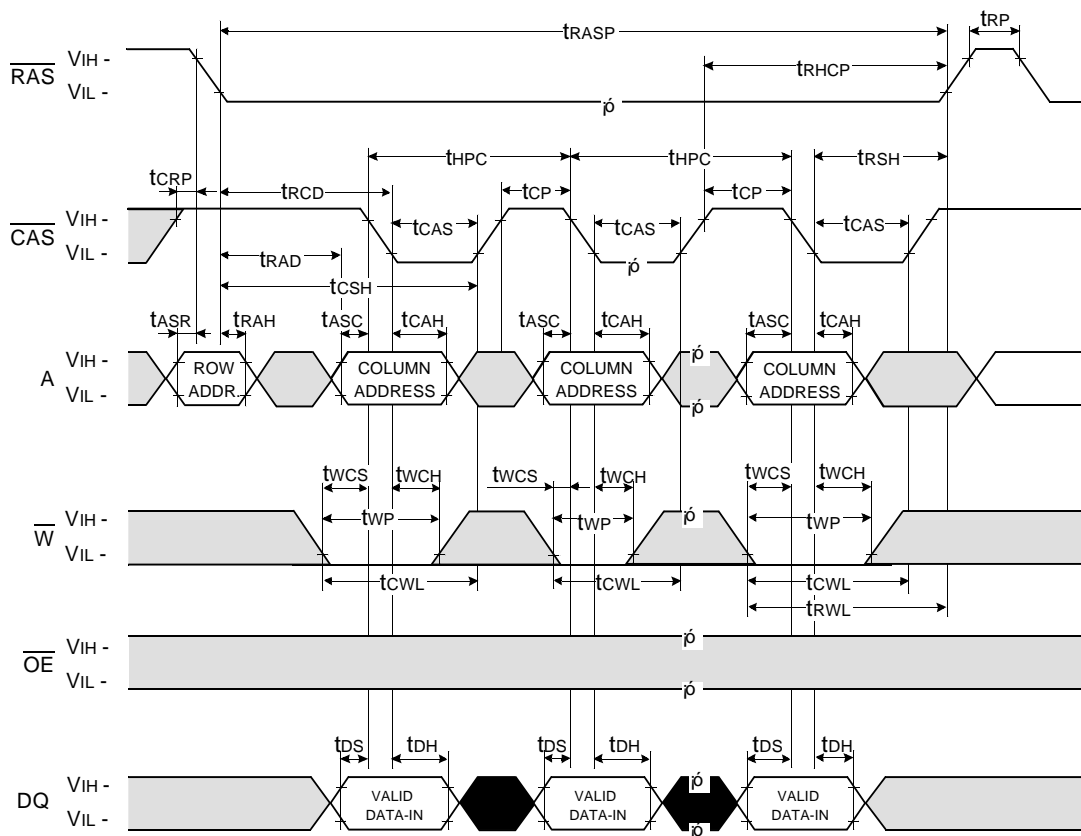 tRASP
tRP
RAS
VIH -
VIL -
tRHCP
¡ó
tHPC
tHPC
tRSH
tCRP
tRCD
tCP
tCP
CAS
VIH -
VIL -
tCAS
tCAS
tCAS
tRAD
¡ó
tCSH
tASR
tRAH
tASC
tCAH
tASC
tCAH
tASC
tCAH
A
VIH -
VIL -
ROW
ADDR.
COLUMN
ADDRESS
COLUMN
ADDRESS
¡ó
COLUMN
ADDRESS
¡ó
tWCS
tWCH
tWCS
tWCH
tWCS
tWCH
W
VIH -
VIL -
tWP
tWP
¡ó
tWP
tCWL
tCWL
tCWL
tRWL
OE
VIH -
VIL -
¡ó
¡ó
tDS
tDH
tDS
tDH
tDS
tDH
DQ
VIH -
VIL -
VALID
DATA-IN
VALID
DATA-IN
¡ó
VALID
DATA-IN
¡ó